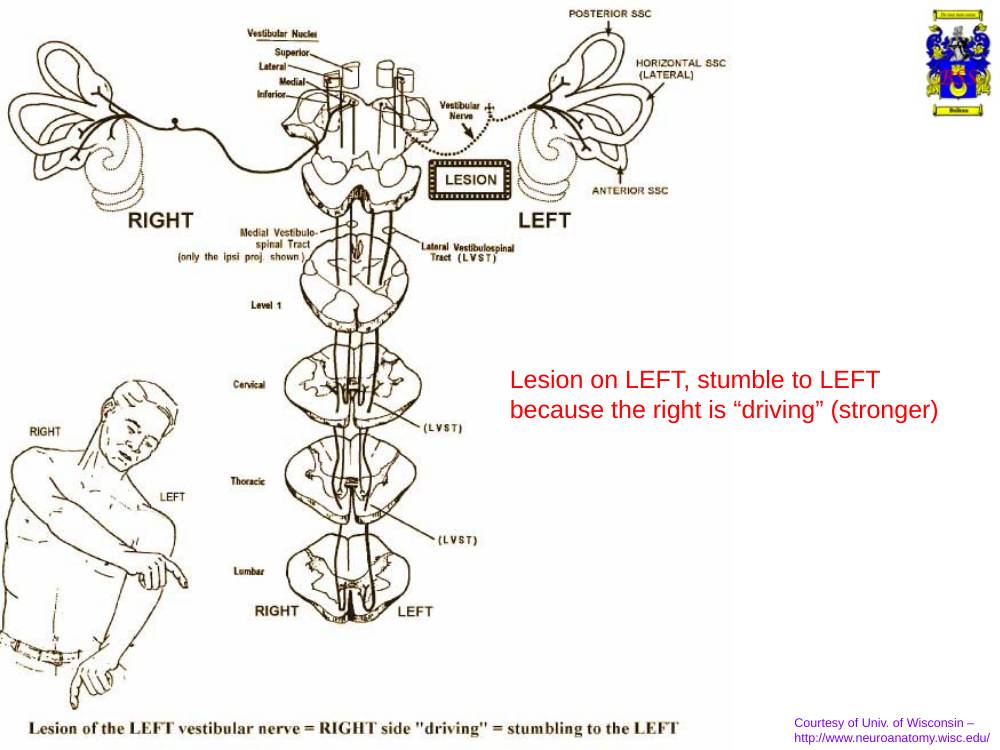 POSTERIOR SSC
Vestibular Nuclei
Superior
Lateral
Medial
Inferior
HORIZONTAL SSC
(LATERAL)
Vestibular
Nerve
LESION
ANTERIOR SSC
RIGHT
LEFT
Medial Vestibulo-
spinal Tract
(only the ipsi proj. shown)
Lateral Vestibulospinal
Tract (LVST)
Level 1
Cervical
(LVST)
Lesion on LEFT, stumble to LEFT
because the right is “driving” (stronger)
RIGHT
LEFT
Thoracic
(LVST)
Lumbar
RIGHT
LEFT
Lesion of the LEFT vestibular nerve = RIGHT side "driving" = stumbling to the LEFT
Courtesy of Univ. of Wisconsin –
http://www.neuroanatomy.wisc.edu/